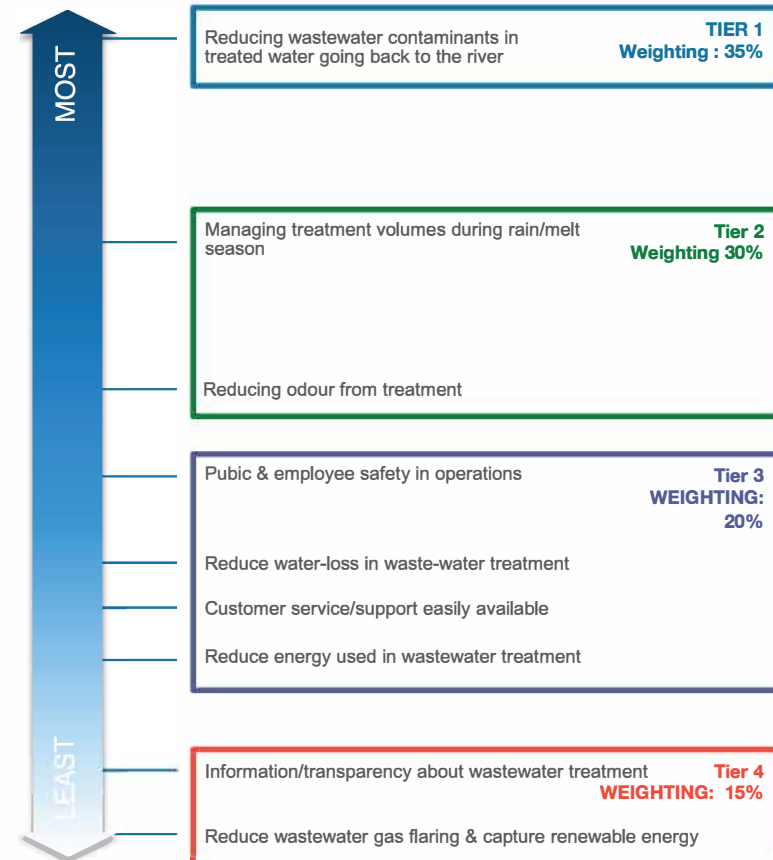 MOST
Reducing wastewater contaminants in
treated water going back to the river
TIER 1
Weighting : 35%
Managing treatment volumes during rain/melt
season
Tier 2
Weighting 30%
Reducing odour from treatment
Pubic & employee safety in operations
Tier 3
WEIGHTING:
20%
Reduce water-loss in waste-water treatment
Customer service/support easily available
Reduce energy used in wastewater treatment
LEAST
Information/transparency about wastewater treatment
Tier 4
WEIGHTING: 15%
Reduce wastewater gas flaring & capture renewable energy